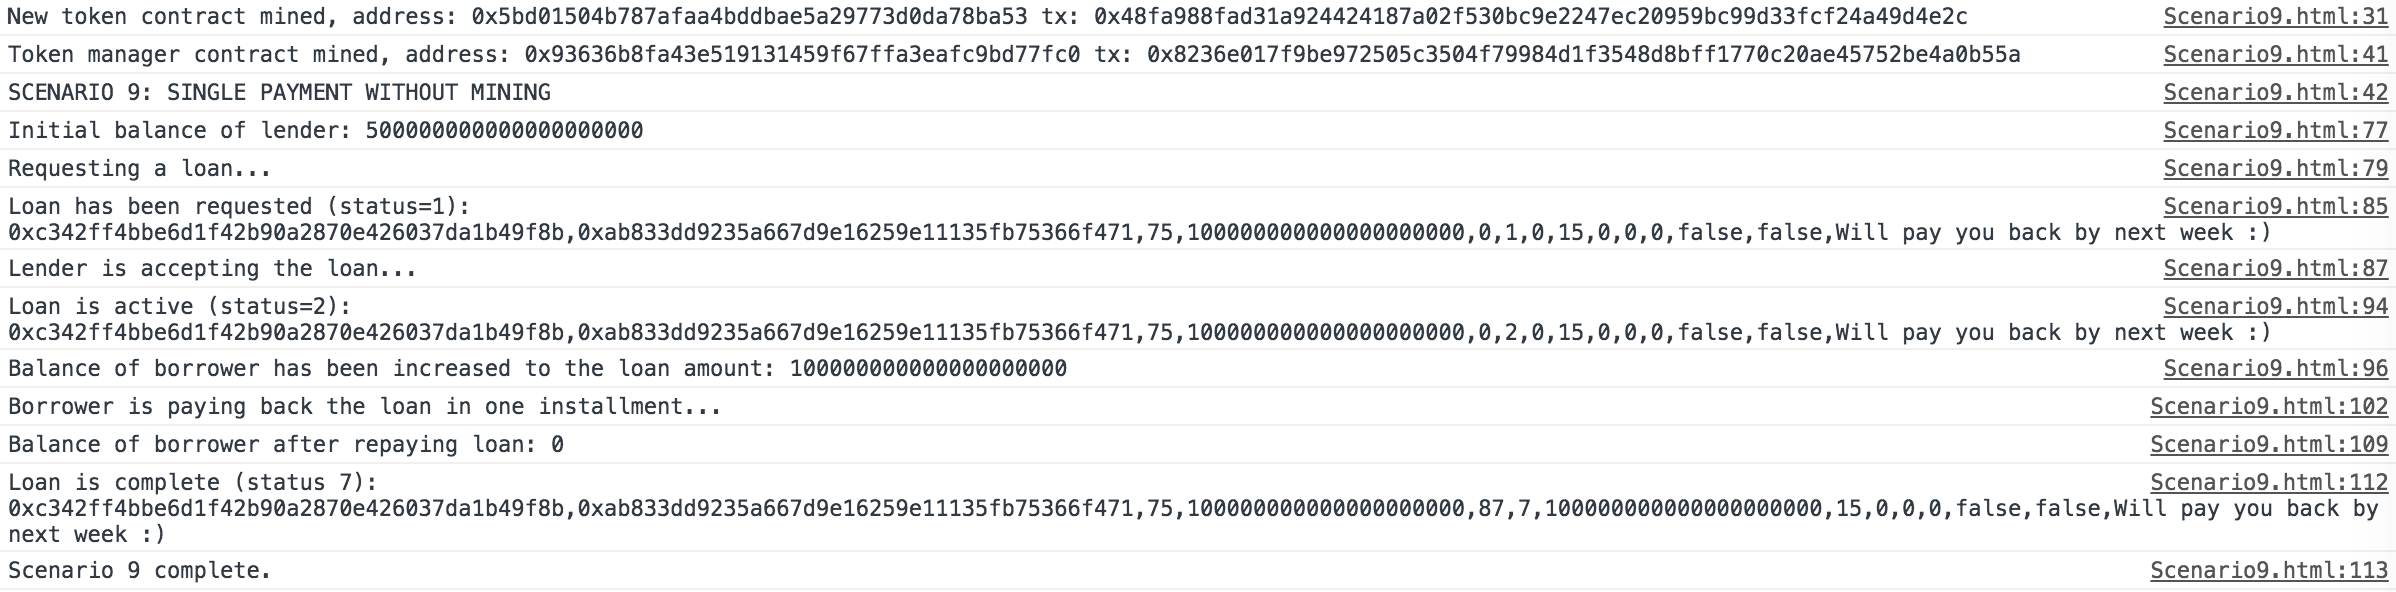 New token contract mined, address: 0x5bd01504b787afaa4bddbae5a29773d0da78ba53 tx: 0x48fa988fad31a924424187a02f530bc9e2247ec20959bc99d33fcf24a49d4e2c Scenario9.html:31
Token manager contract mined, address: 0x93636b8fa43e519131459f67ffa3eafc9bd77fc0 tx: 0x8236e017f9be972505c3504f79984d1f3548d8bff1770c20ae45752be4a0b55a Scenario9.html:41
SCENARIO 9: SINGLE PAYMENT WITHOUT MINING Scenario9.html:42
Initial balance of lender: 500000000000000000000 Scenario9.html:77
Requesting a loan... Scenario9.html:79
Loan has been requested (status=1): Scenario9.html:85
0xc342ff4bbe6d1f42b90a2870e426037da1b49f8b,0xab833dd9235a667d9e16259e11135fb75366f471,75,100000000000000000000,0,1,0,15,0,0,0,false,false,Will pay you back by next week :)
Lender is accepting the loan... Scenario9.html:87
Loan is active (status=2): Scenario9.html:94
0xc342ff4bbe6d1f42b90a2870e426037da1b49f8b,0xab833dd9235a667d9e16259e11135fb75366f471,75,100000000000000000000,0,2,0,15,0,0,0,false,false,Will pay you back by next week :)
Balance of borrower has been increased to the loan amount: 100000000000000000000 Scenario9.html:96
Borrower is paying back the loan in one installment... Scenario9.html:102
Balance of borrower after repaying loan: 0 Scenario9.html:109
Loan is complete (status 7): Scenario9.html:112
0xc342ff4bbe6d1f42b90a2870e426037da1b49f8b,0xab833dd9235a667d9e16259e11135fb75366f471,75,100000000000000000000,87,7,100000000000000000000,15,0,0,0,false,false,Will pay you back by
next week :)
Scenario 9 complete. Scenario9.html:113